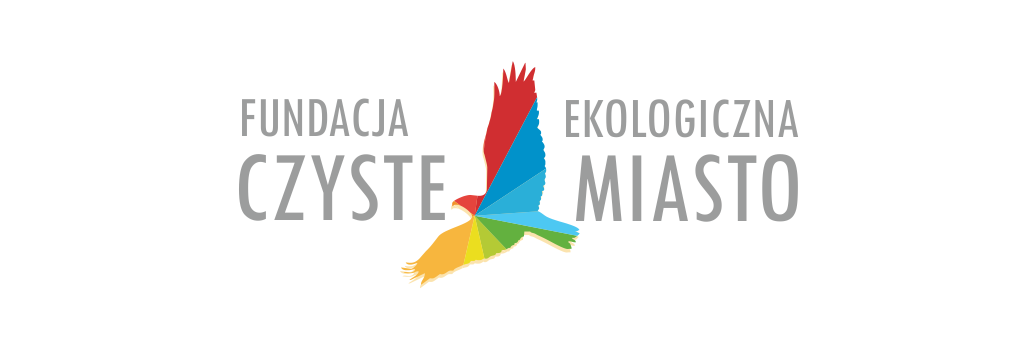 FUNDACJA EKOLOGICZNA
CZYSTE MIASTO